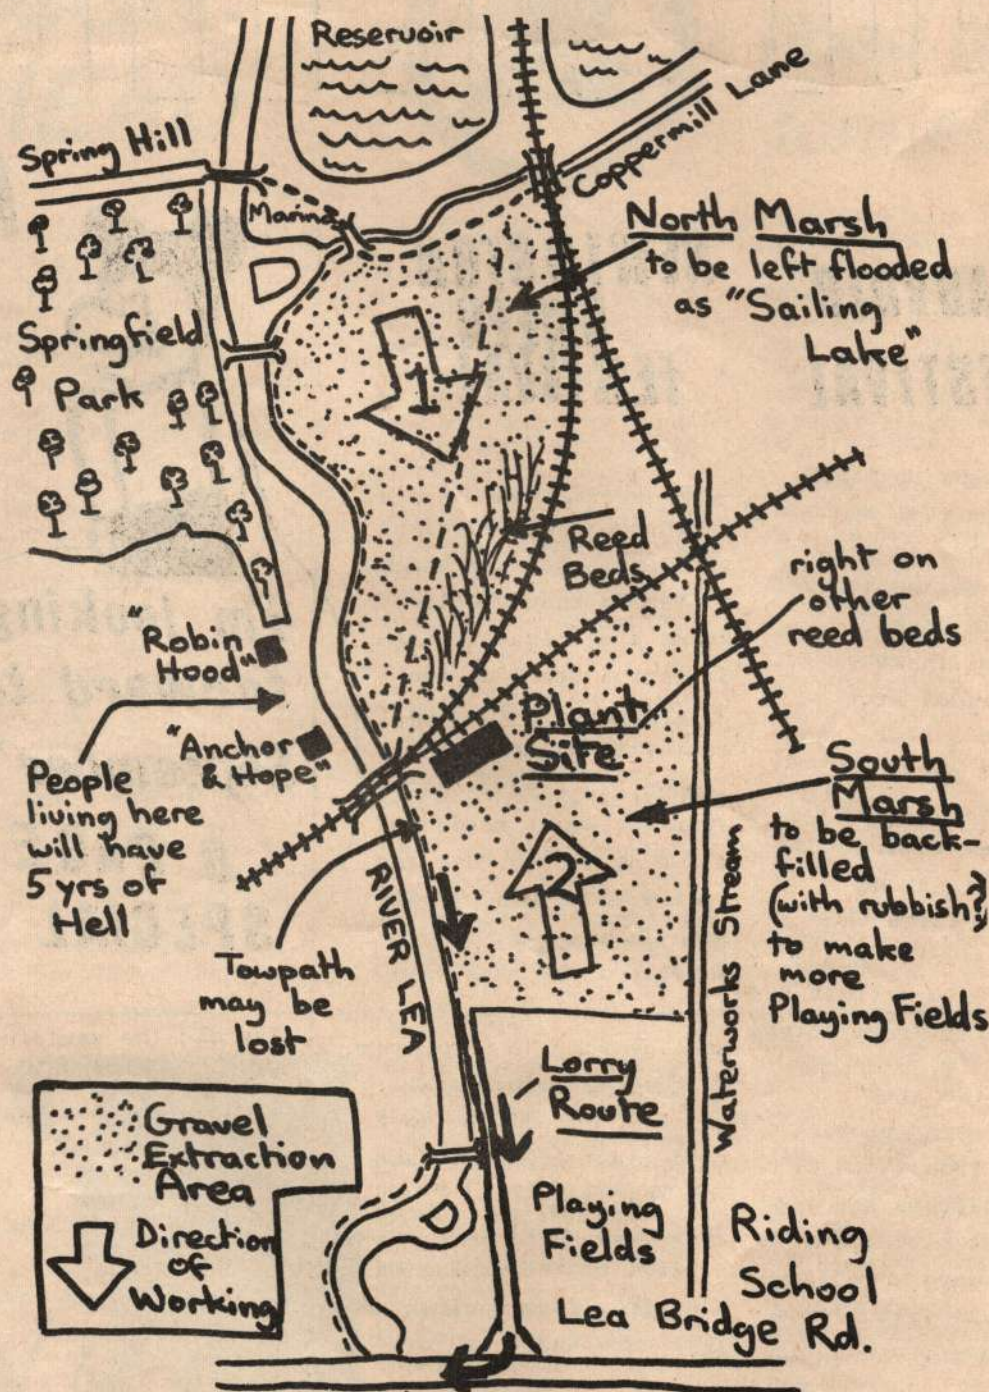 Reservoir
Spring Hill
Coppermill Lane
Marina
North Marsh
to be left flooded
as "Sailing
Lake"
Springfield
Park
1
Reed
Beds
right on
other
reed beds
"Robin
Hood"
"Anchor
& Hope"
Plant
Site
People
living here
will have
5 yrs of
Hell
South
Marsh
to be back-
filled
(with rubbish?)
to make
more
Playing Fields
2
RIVER LEA
Waterworks Stream
Towpath
may be
lost
Lorry
Route
Gravel
Extraction
Area
Direction
of
Working
Playing
Fields
Riding
School
Lea Bridge Rd.